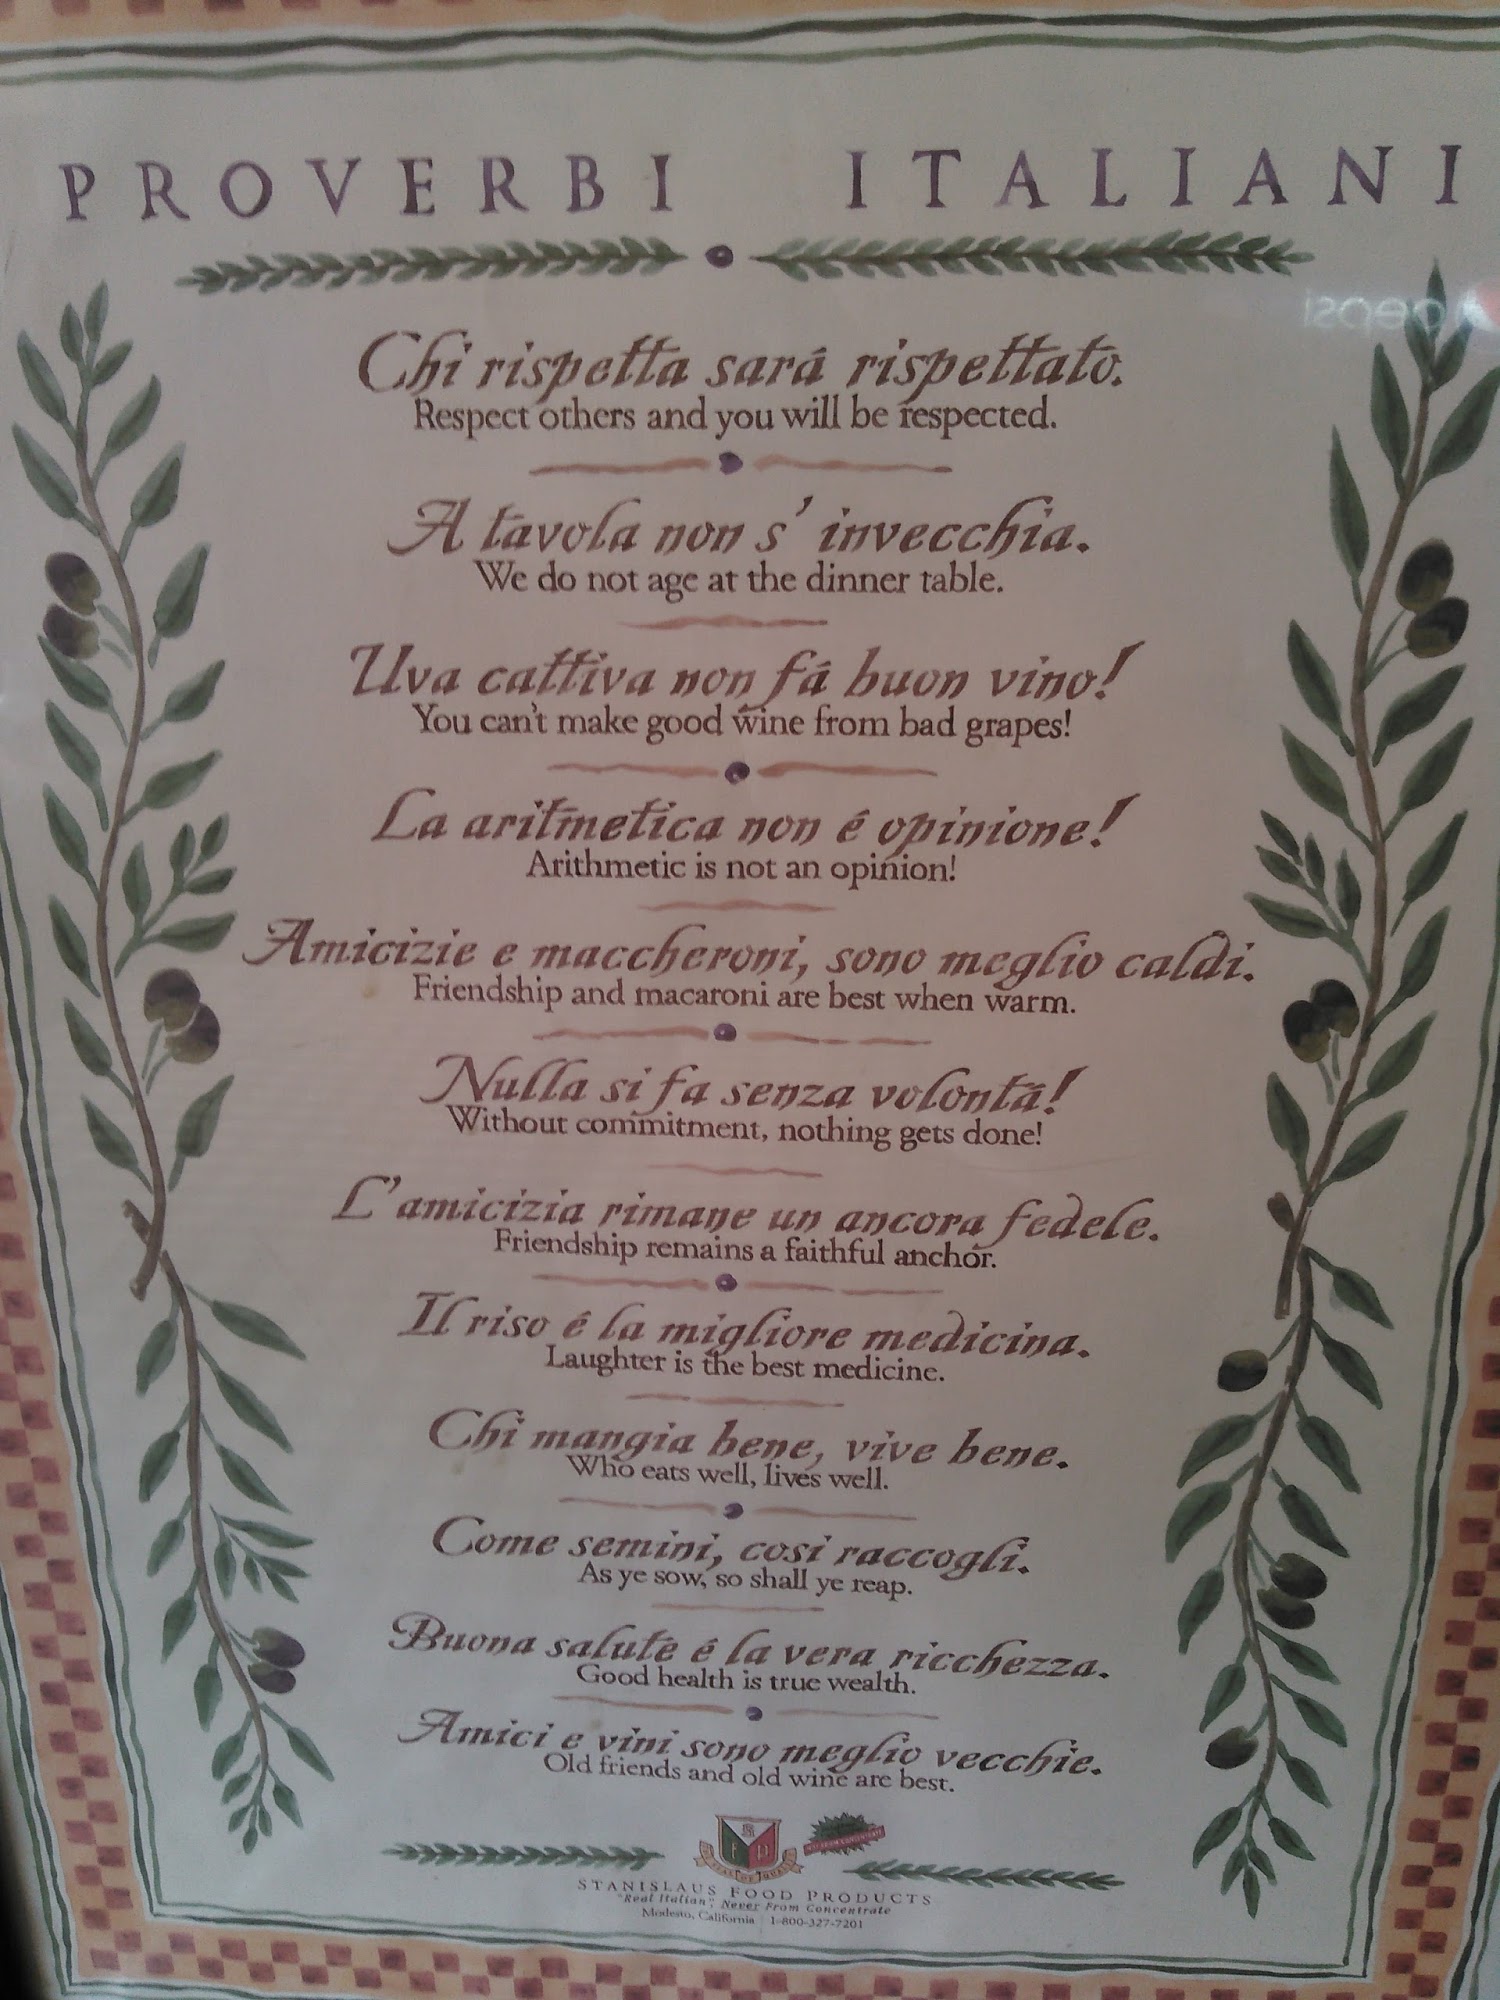 PROVERBI ITALIANI
Chi rispetta sará rispettato.
Respect others and you will be respected.
A tavola non s' invecchia.
We do not age at the dinner table.
Uva cattiva non fá buon vino!
You can't make good wine from bad grapes!
La aritmetica non é opinione!
Arithmetic is not an opinion!
Amicizie e maccheroni, sono meglio caldi.
Friendship and macaroni are best when warm.
Nulla si fa senza volontá!
Without commitment, nothing gets done!
L'amicizia rimane un ancora fedele.
Friendship remains a faithful anchor.
Il riso é la migliore medicina.
Laughter is the best medicine.
Chi mangia bene, vive bene.
Who eats well, lives well.
Come semini, cosi raccogli.
As ye sow, so shall ye reap.
Buona saluté é la vera ricchezza.
Good health is true wealth.
Amici e vini sono meglio vecchie.
Old friends and old wine are best.
STANISLAUS FOOD PRODUCTS
"Real Italian", Never From Concentrate
Modesto, California 1-800-327-7201